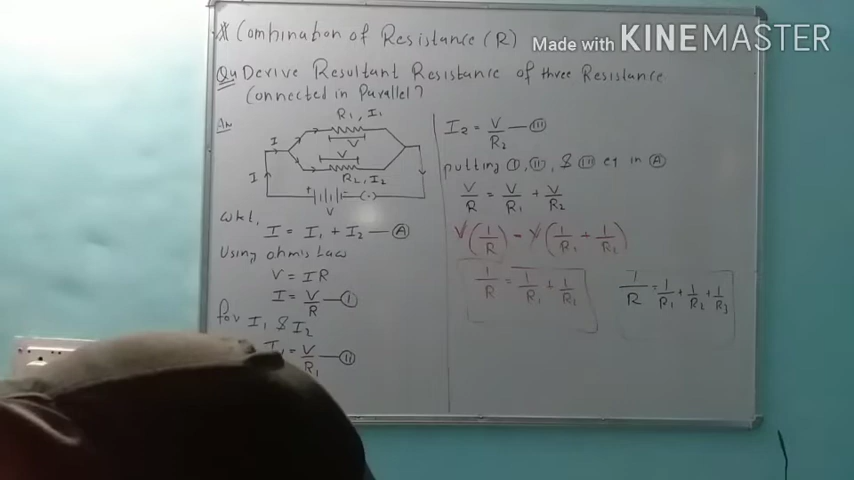 * Combination of Resistance (R)
Made with KINEMASTER
Qu Derive Resultant Resistance of three Resistance
Connected in Parallel?
An
R₁, I₁
I
V
V
R₂, I₂
I
+ -
V
wkt,
I = I₁ + I₂ — Ⓐ
Using ohms Law
V = IR
I = V/R — Ⓘ
for I₁ & I₂
I₁ = V/R₁ — ⓘⓘ
I₂ = V/R₂ — ⓘⓘⓘ
putting Ⓘ, ⓘⓘ, & ⓘⓘⓘ eq in Ⓐ
V/R = V/R₁ + V/R₂
V(1/R) = V(1/R₁ + 1/R₂)
1/R = 1/R₁ + 1/R₂
1/R = 1/R₁ + 1/R₂ + 1/R₃